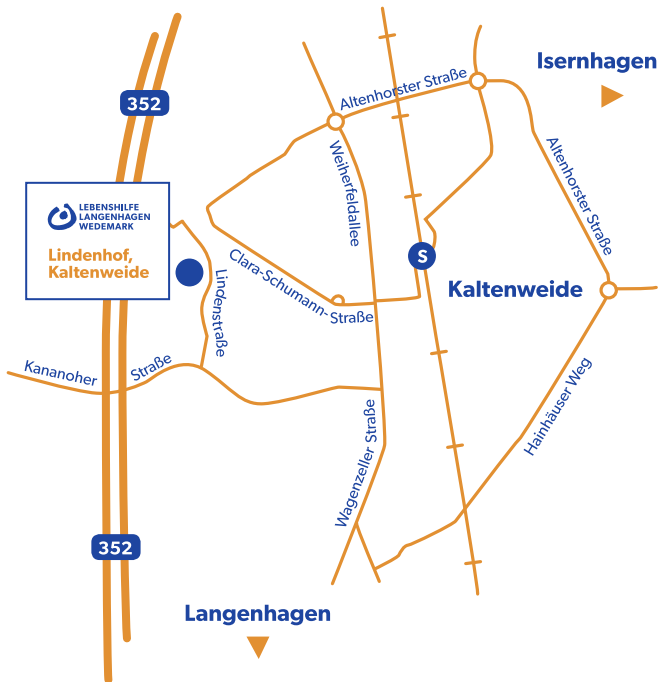 Isernhagen
Altenhorster Straße
352
Weiherfeldallee
Altenhorster Straße
LEBENSHILFE
LANGENHAGEN
WEDEMARK
Lindenhof,
Kaltenweide
Lindenstraße
Clara-Schumann-
Straße
S
Kaltenweide
Kananoher
Straße
Wagenzeller Straße
Hainhäuser Weg
352
Langenhagen